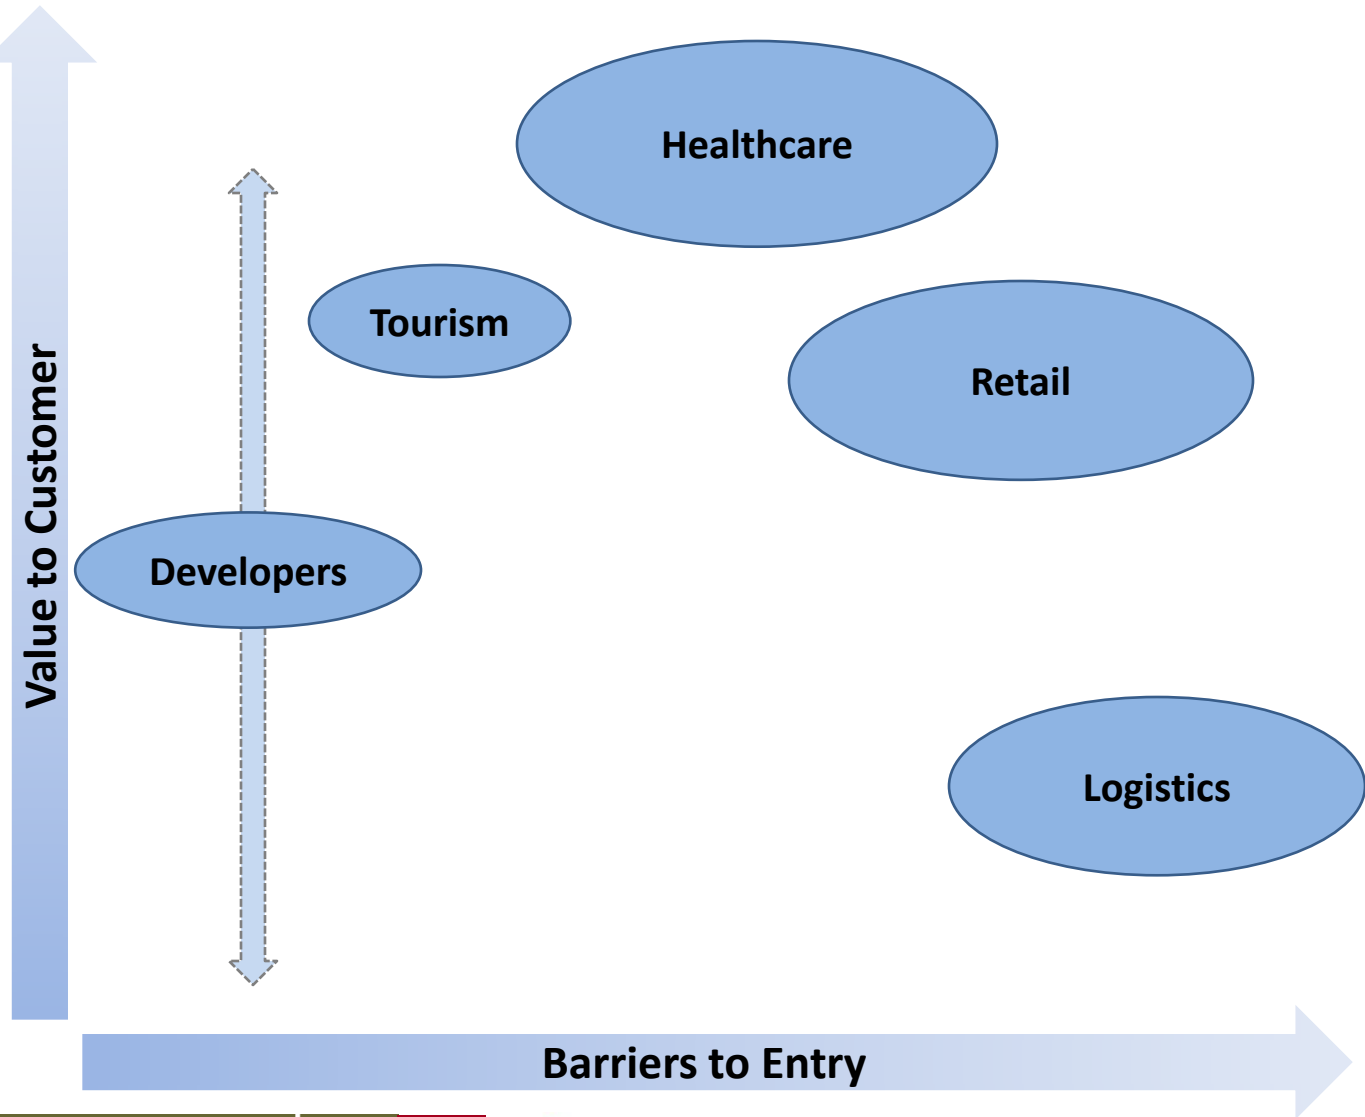 Healthcare
Tourism
Retail
Value to Customer
Developers
Logistics
Barriers to Entry